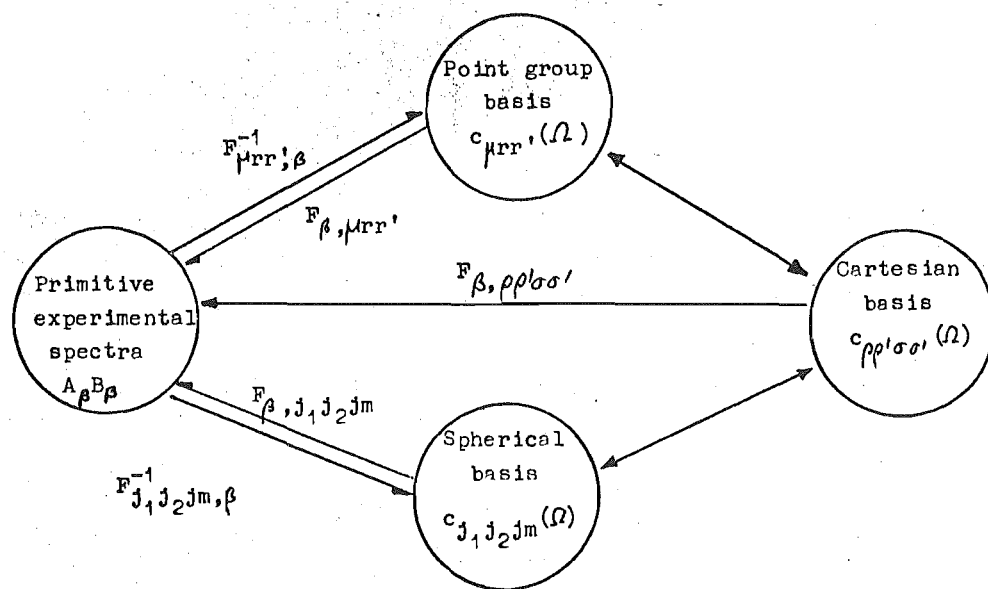 Point group
basis
c_μrr'(Ω)
F^-1_μrr',β
F_β,μrr'
Primitive
experimental
spectra
A_βB_β
F_β,ρρ'σσ'
Cartesian
basis
c_ρρ'σσ'(Ω)
F_β,j₁j₂jm
F^-1_j₁j₂jm,β
Spherical
basis
c_j₁j₂jm(Ω)